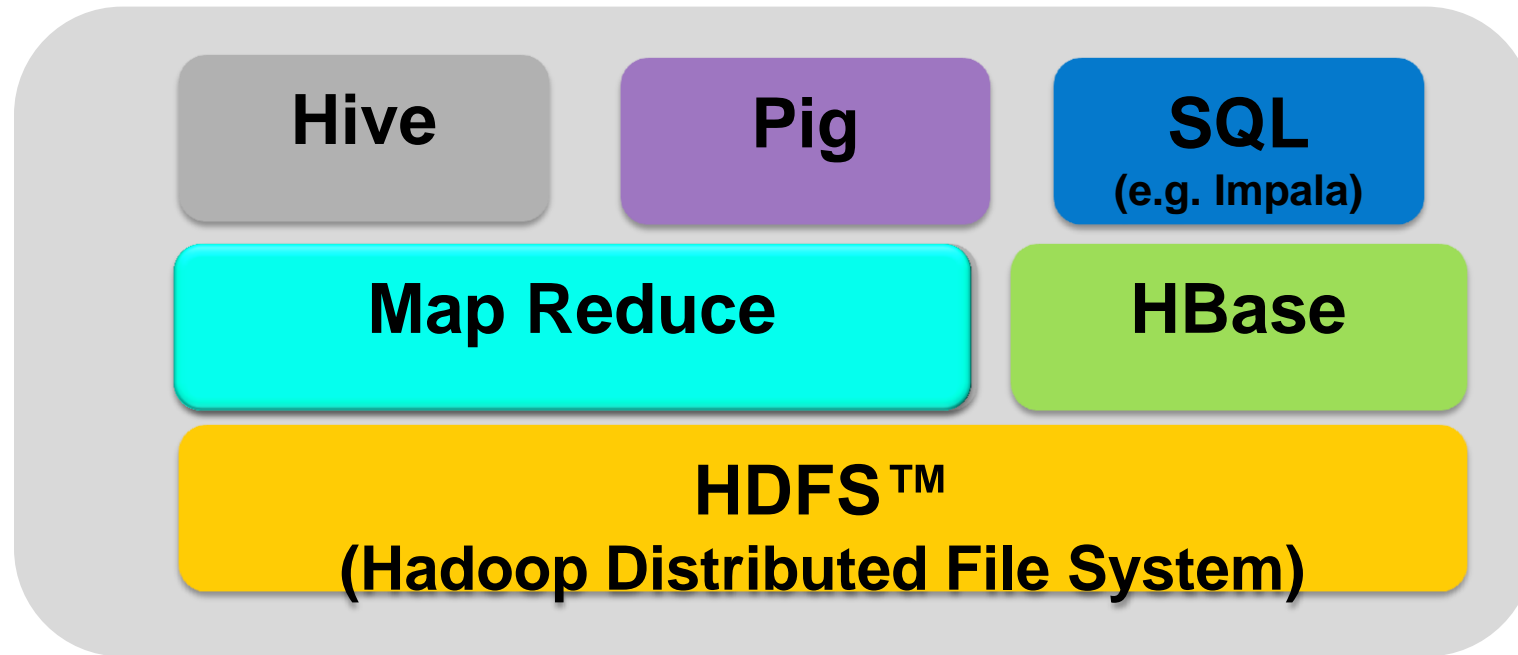 Hive
Pig
SQL
(e.g. Impala)
Map Reduce
HBase
HDFS™
(Hadoop Distributed File System)